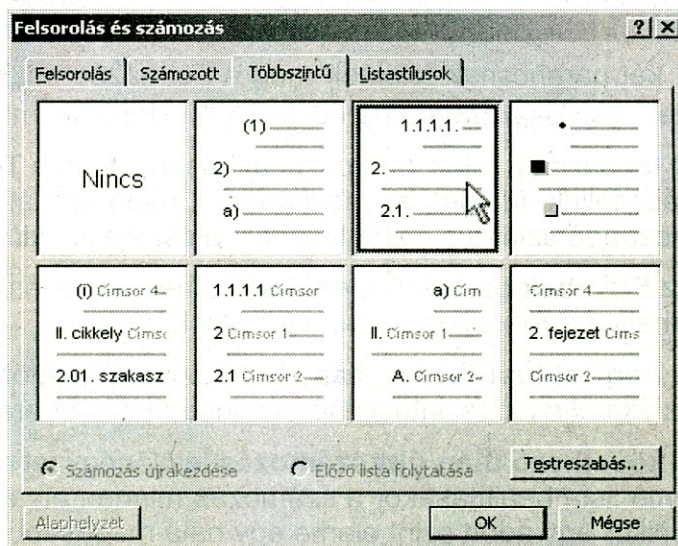 Felsorolás és számozás
Felsorolás Számozott Többszintű Listastílusok
Nincs
(1)
2)
a)
1.1.1.1.
2.
2.1.
(i) Címsor 4
II. cikkely Címsc
2.01. szakasz
1.1.1.1 Címsor
2 Címsor 1
2.1 Címsor 2
a) Cím
II. Címsor 1
A. Címsor 2
Címsor 4
2. fejezet Címs
Címsor 2
Számozás újrakezdése Előző lista folytatása Testreszabás...
Alaphelyzet OK Mégse